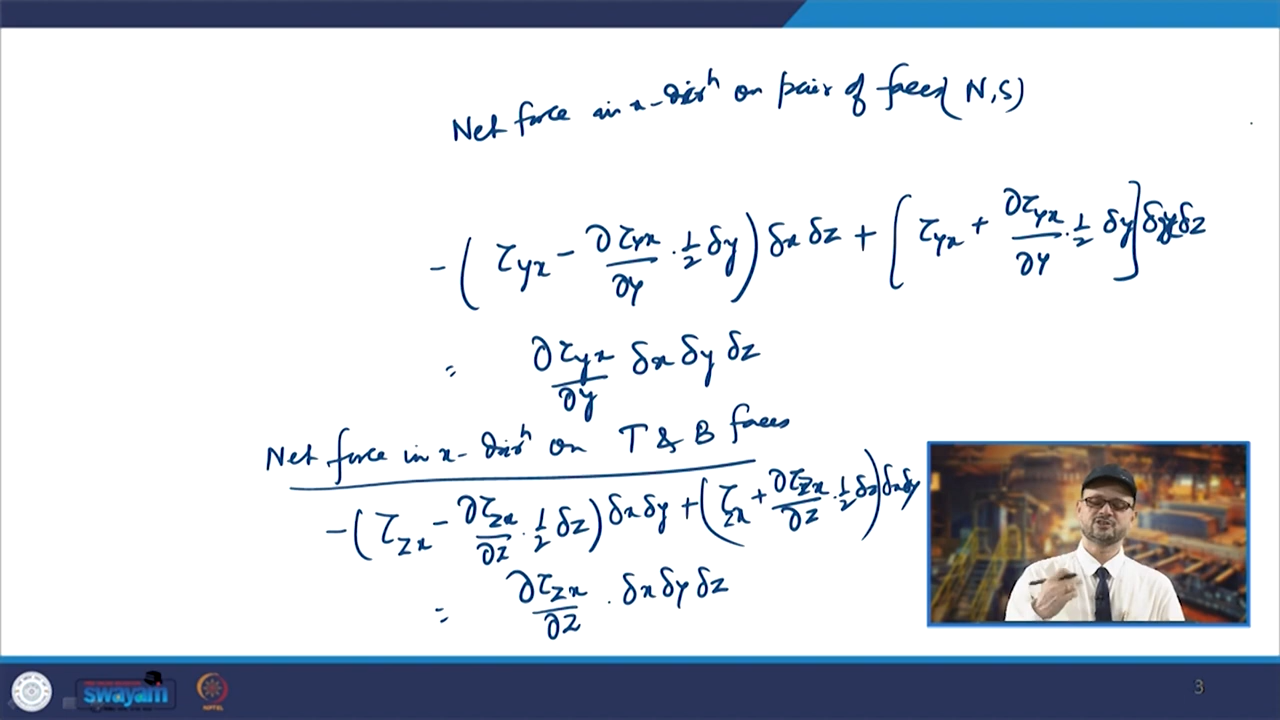 Net force in x-dirⁿ on pair of faces (N,S)
-( τyx - ∂τyx/∂y · 1/2 δy ) δx δz + [ τyx + ∂τyx/∂y · 1/2 δy ] δx δz
= ∂τyx/∂y δx δy δz
Net force in x-dirⁿ on T & B faces
-( τzx - ∂τzx/∂z · 1/2 δz ) δx δy + ( τzx + ∂τzx/∂z · 1/2 δz ) δx δy
= ∂τzx/∂z · δx δy δz
3
swayam